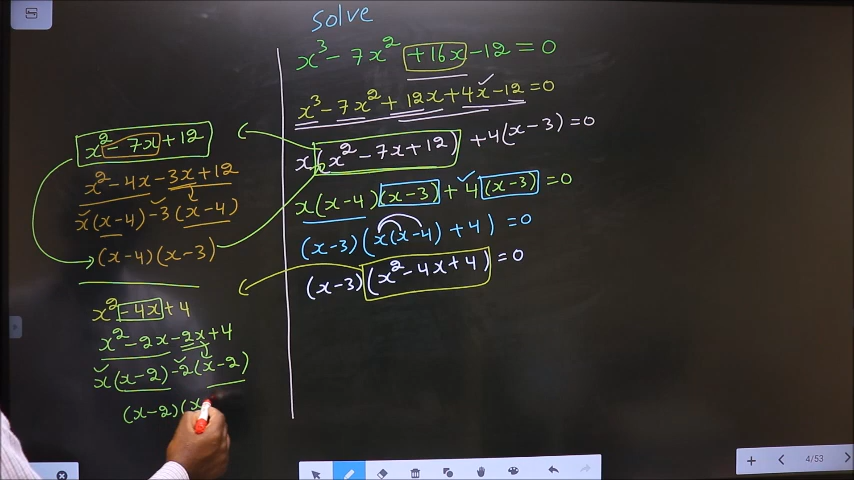 solve
x³ - 7x² + 16x - 12 = 0
x³ - 7x² + 12x + 4x - 12 = 0
x(x² - 7x + 12) + 4(x - 3) = 0
x(x - 4)(x - 3) + 4(x - 3) = 0
(x - 3)(x(x - 4) + 4) = 0
(x - 3)(x² - 4x + 4) = 0
x² - 7x + 12
x² - 4x - 3x + 12
x(x - 4) - 3(x - 4)
(x - 4)(x - 3)
x² - 4x + 4
x² - 2x - 2x + 4
x(x - 2) - 2(x - 2)
(x - 2)(x
4/53